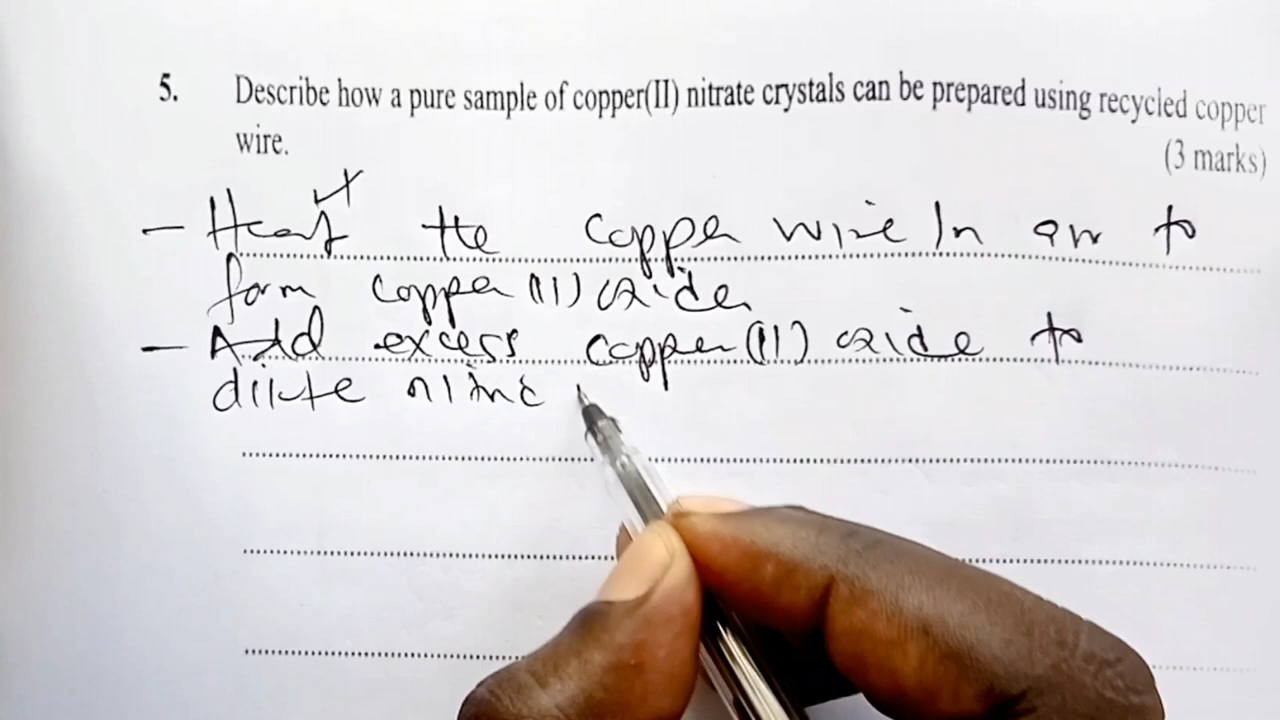 5. Describe how a pure sample of copper(II) nitrate crystals can be prepared using recycled copper
wire.
(3 marks)
- Heat the copper wire in air to
form copper (II) oxide.
- Add excess copper (II) oxide to
dilute nitric